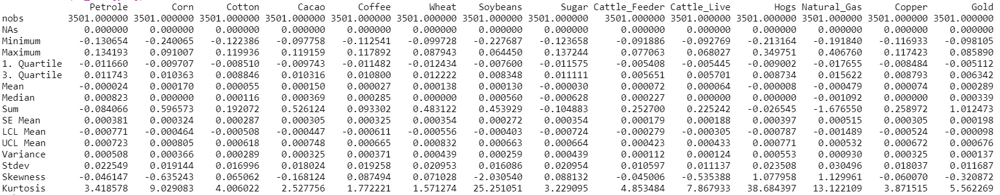 Petrole Corn Cotton Cacao Coffee Wheat Soybeans Sugar Cattle_Feeder Cattle_Live Hogs Natural_Gas Copper Gold
nobs 3501.000000 3501.000000 3501.000000 3501.000000 3501.000000 3501.000000 3501.000000 3501.000000 3501.000000 3501.000000 3501.000000 3501.000000 3501.000000 3501.000000
NAs 0.000000 0.000000 0.000000 0.000000 0.000000 0.000000 0.000000 0.000000 0.000000 0.000000 0.000000 0.000000 0.000000 0.000000
Minimum -0.130654 -0.240065 -0.122386 -0.097758 -0.112541 -0.099728 -0.227687 -0.123658 -0.091886 -0.092769 -0.213164 -0.191840 -0.116933 -0.098105
Maximum 0.134193 0.091007 0.119936 0.119159 0.117892 0.087943 0.064450 0.137244 0.077063 0.068027 0.349751 0.406760 0.117423 0.085890
1. Quartile -0.011660 -0.009707 -0.008510 -0.009743 -0.011482 -0.012434 -0.007600 -0.011575 -0.005408 -0.005445 -0.009002 -0.017655 -0.008484 -0.005112
3. Quartile 0.011743 0.010363 0.008846 0.010316 0.010800 0.012222 0.008348 0.011111 0.005651 0.005701 0.008734 0.015622 0.008793 0.006342
Mean -0.000024 0.000170 0.000055 0.000150 0.000027 0.000138 0.000130 -0.000030 0.000072 0.000064 -0.000008 -0.000479 0.000074 0.000289
Median 0.000823 0.000000 0.000116 0.000369 0.000285 0.000000 0.000560 -0.000628 0.000227 0.000000 0.000000 -0.001092 0.000000 0.000339
Sum -0.084066 0.596573 0.192072 0.526124 0.093302 0.483122 0.453929 -0.104883 0.252700 0.225242 -0.026545 -1.676550 0.258972 1.012473
SE Mean 0.000381 0.000324 0.000287 0.000305 0.000325 0.000354 0.000272 0.000354 0.000179 0.000188 0.000397 0.000515 0.000305 0.000198
LCL Mean -0.000771 -0.000464 -0.000508 -0.000447 -0.000611 -0.000556 -0.000403 -0.000724 -0.000279 -0.000305 -0.000787 -0.001489 -0.000524 -0.000098
UCL Mean 0.000723 0.000805 0.000618 0.000748 0.000665 0.000832 0.000663 0.000664 0.000423 0.000433 0.000771 0.000532 0.000672 0.000676
Variance 0.000508 0.000366 0.000289 0.000325 0.000371 0.000439 0.000259 0.000439 0.000112 0.000124 0.000553 0.000930 0.000325 0.000137
Stdev 0.022549 0.019144 0.016996 0.018024 0.019258 0.020953 0.016086 0.020954 0.010597 0.011137 0.023508 0.030496 0.018037 0.011687
Skewness -0.046147 -0.635243 0.065062 -0.168124 0.087494 0.071028 -2.030540 0.088132 -0.045006 -0.535388 1.077958 1.129961 -0.060070 -0.320872
Kurtosis 3.418578 9.029083 4.006022 2.527756 1.772221 1.571274 25.251051 3.229095 4.853484 7.867933 38.684397 13.122109 3.871515 5.562269